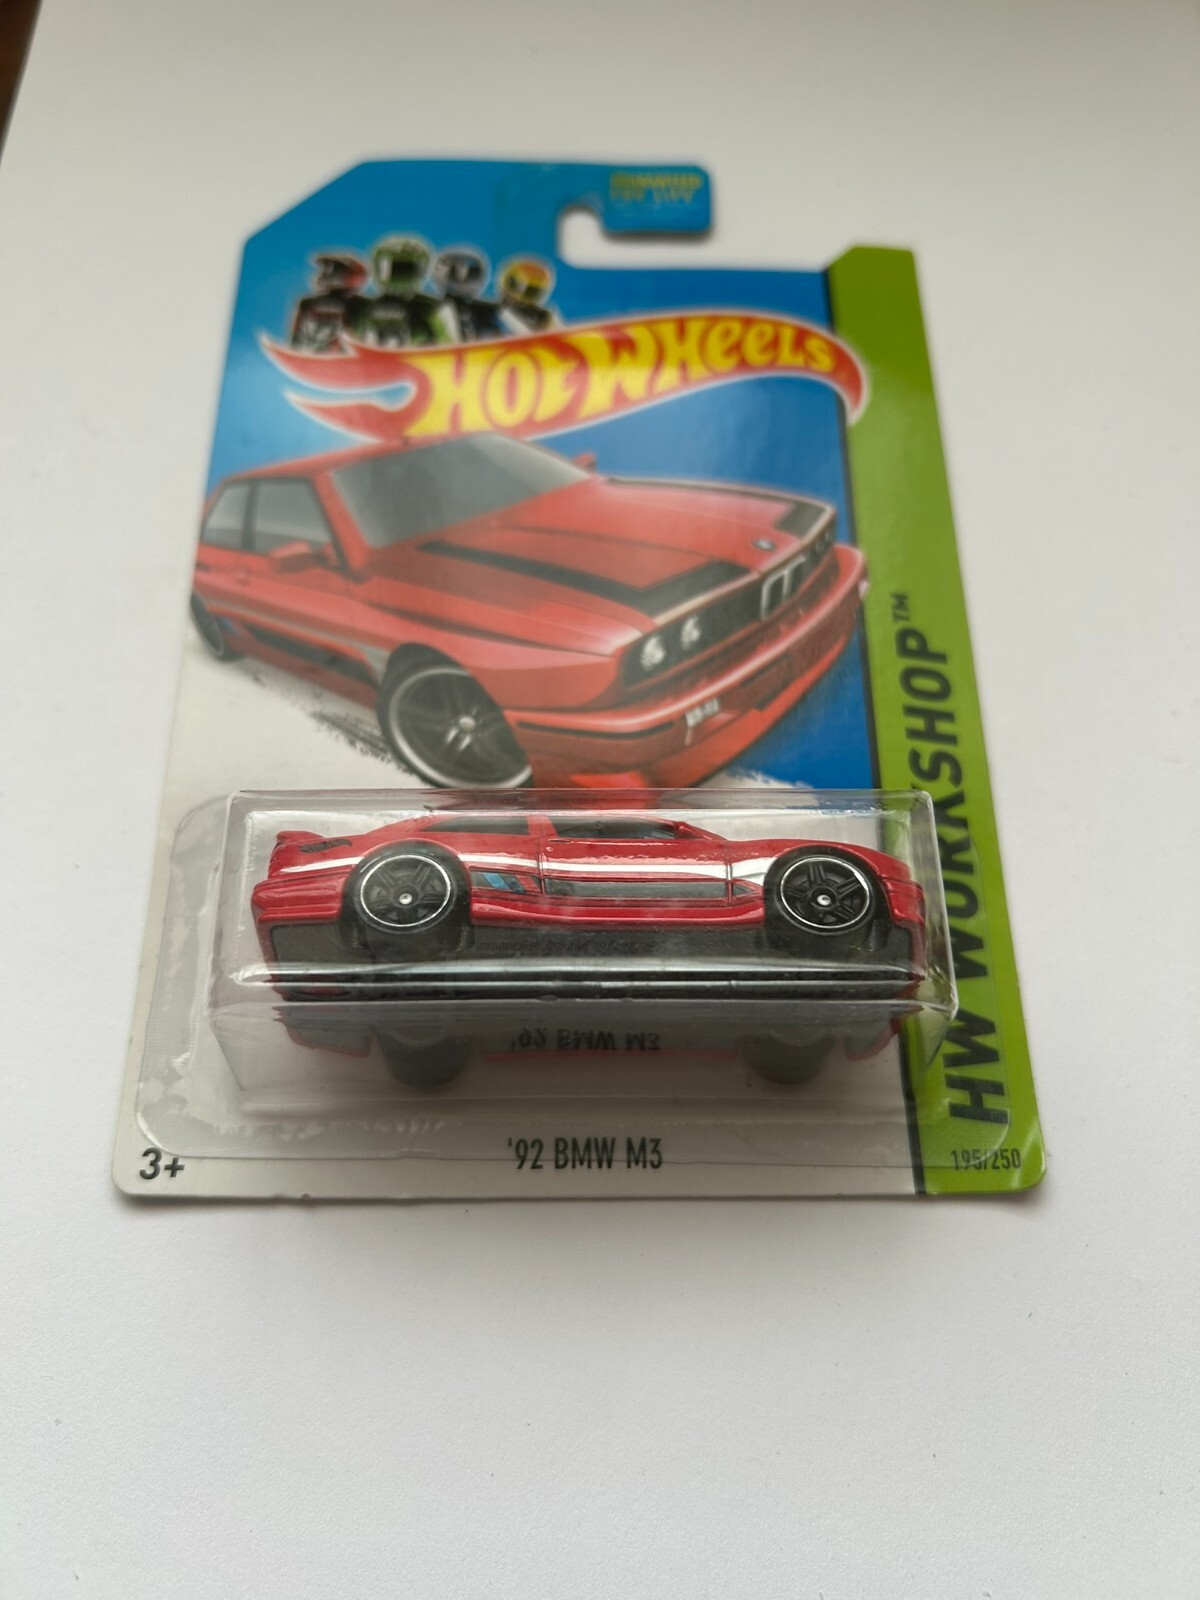 HOT WHEELS
HW WORKSHOP™
'92 BMW M3
3+
'92 BMW M3
195/250